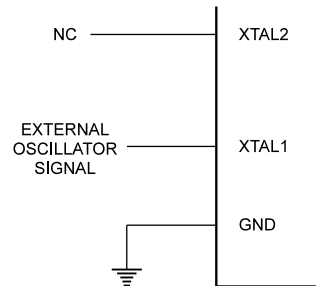 NC
XTAL2
EXTERNAL
OSCILLATOR
SIGNAL
XTAL1
GND